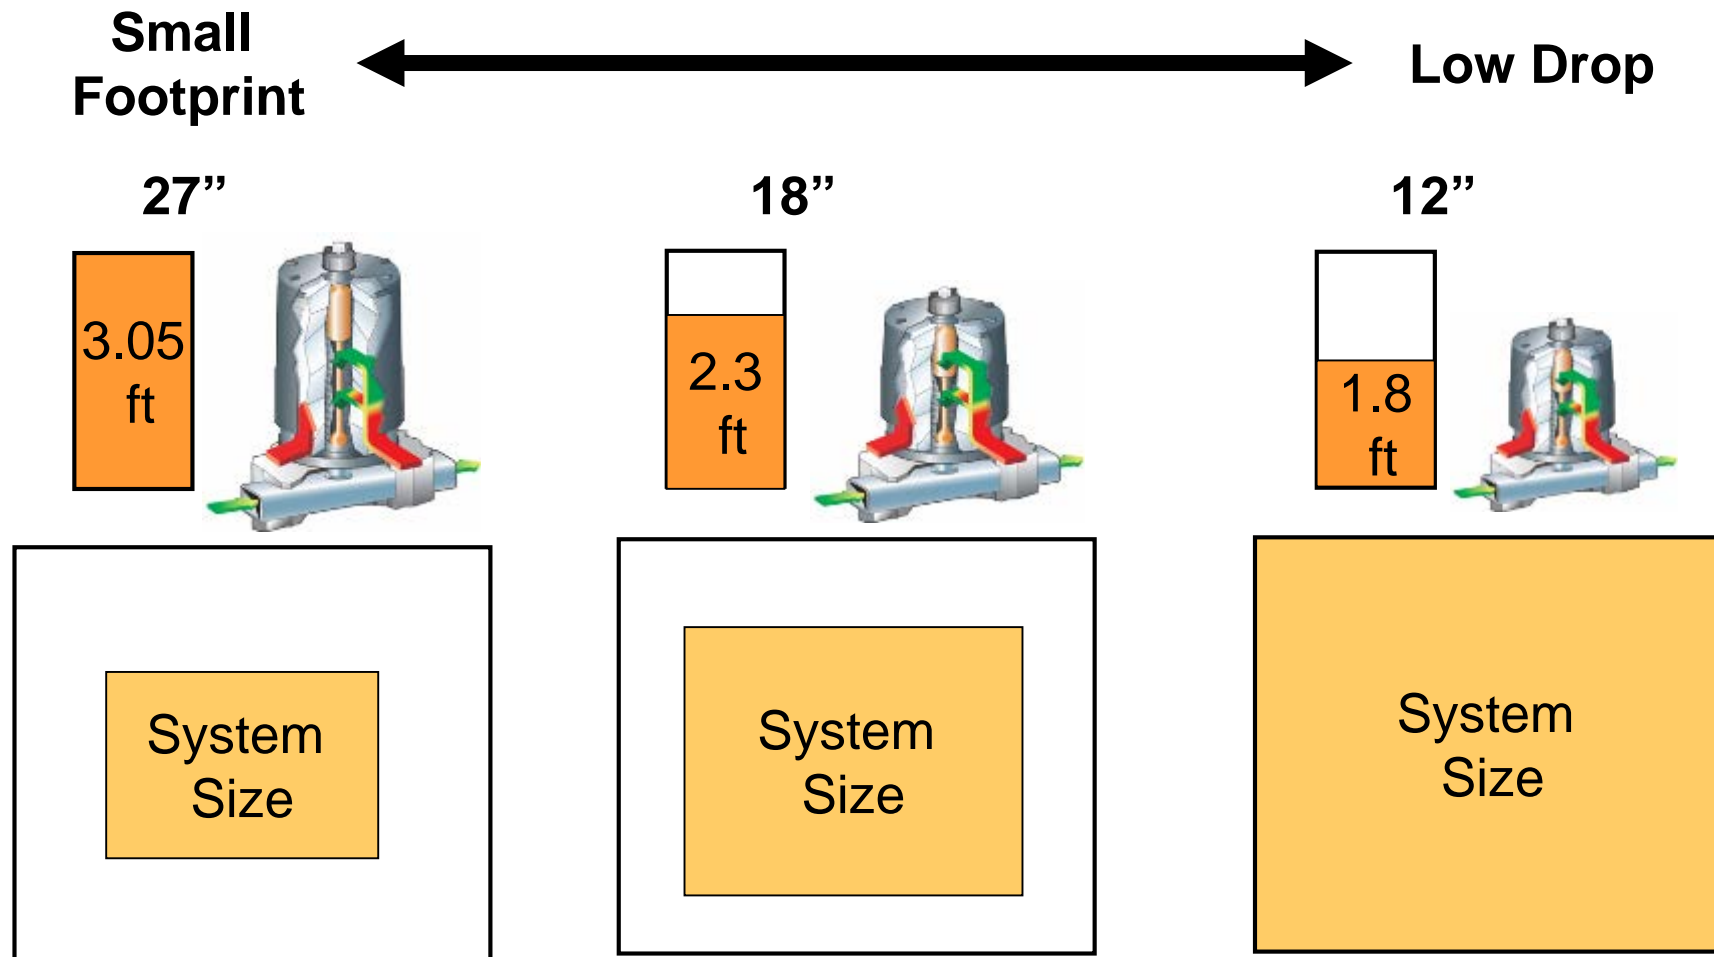 Small
Footprint
Low Drop
27”
18”
12”
3.05
ft
2.3
ft
1.8
ft
System
Size
System
Size
System
Size